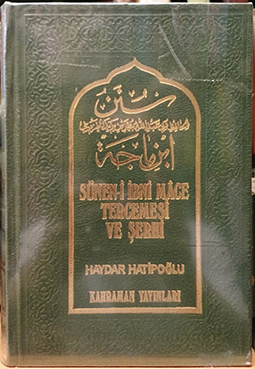 سنن
ابن ماجة
SÜNEN-İ İBNİ MÂCE
TERCEMESİ
VE ŞERHİ
HAYDAR HATİPOĞLU
KAHRAMAN YAYINLARI